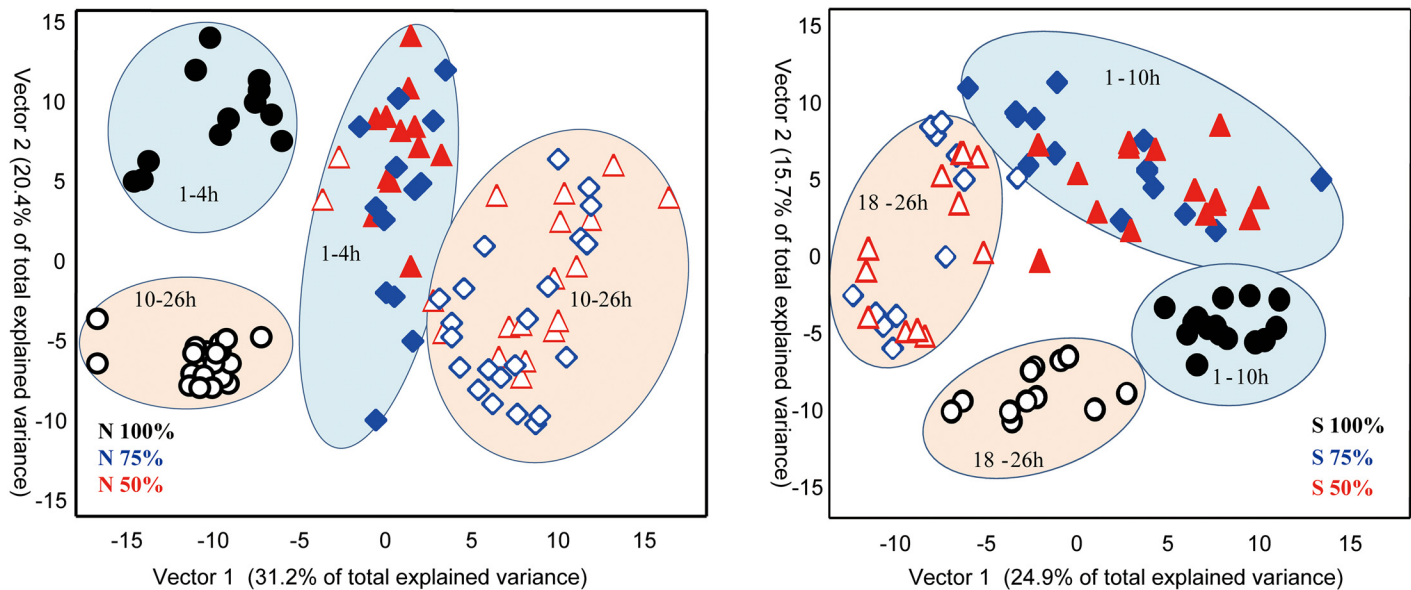 15
10
5
0
-5
-10
-15
Vector 2 (20.4% of total explained variance)
1-4h
1-4h
10-26h
10-26h
N 100%
N 75%
N 50%
-15
-10
-5
0
5
10
15
Vector 1 (31.2% of total explained variance)
15
10
5
0
-5
-10
-15
Vector 2 (15.7% of total explained variance)
1 -10h
18 -26h
1 -10h
18 -26h
S 100%
S 75%
S 50%
-10
-5
0
5
10
15
Vector 1 (24.9% of total explained variance)